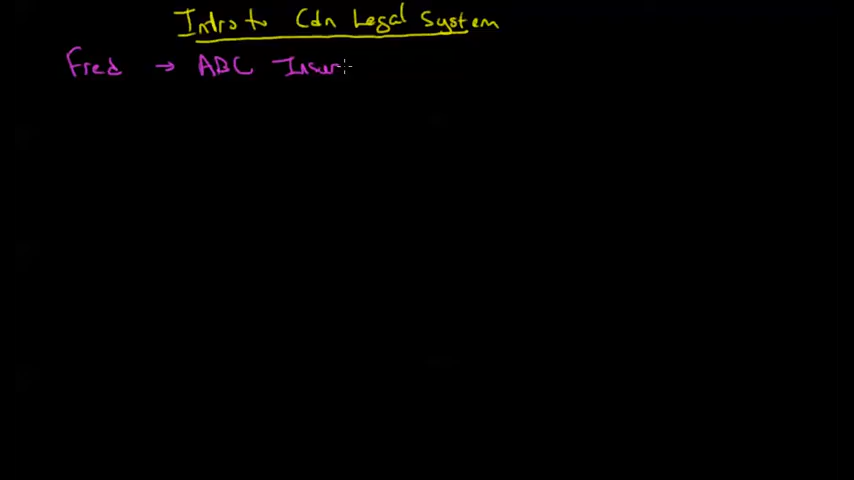 Intro to Cdn Legal System
Fred → ABC Insur